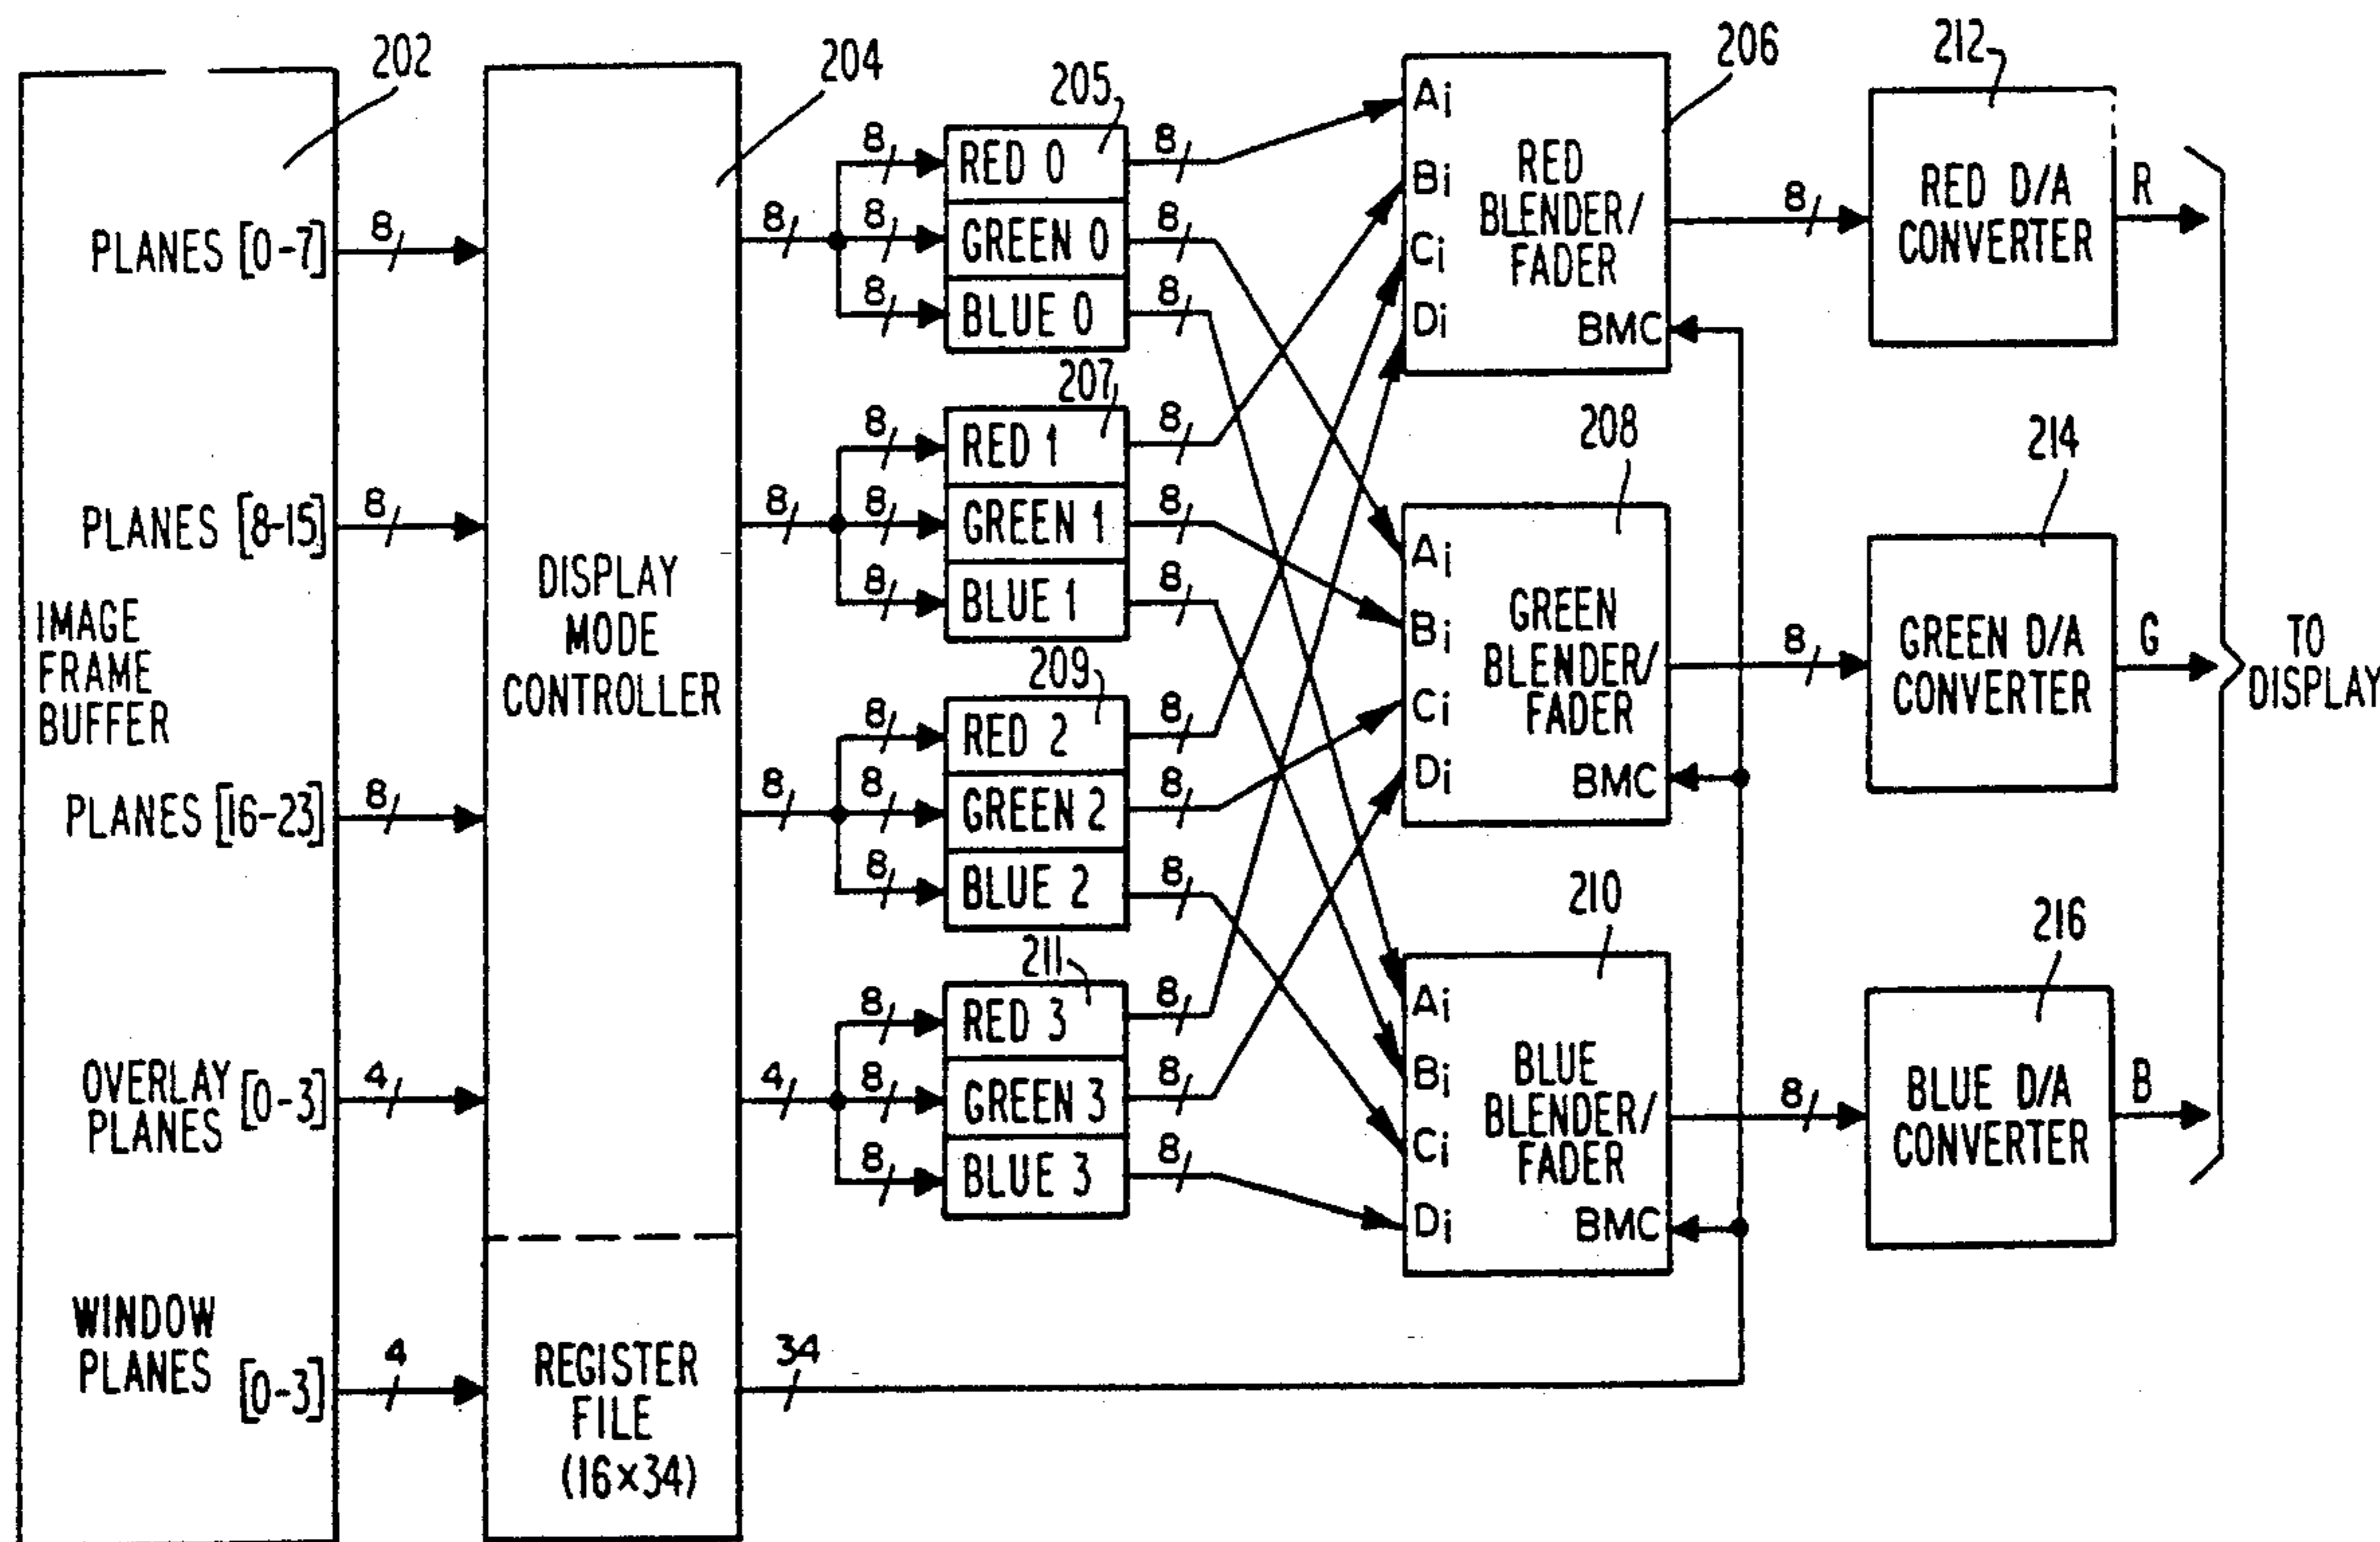 202
IMAGE
FRAME
BUFFER
PLANES [0-7]
8
PLANES [8-15]
8
PLANES [16-23]
8
OVERLAY
PLANES
[0-3]
4
WINDOW
PLANES
[0-3]
4
204
DISPLAY
MODE
CONTROLLER
REGISTER
FILE
(16x34)
8
8
8
4
34
205
8
RED 0
8
8
GREEN 0
8
8
BLUE 0
8
207
8
RED 1
8
8
GREEN 1
8
8
BLUE 1
8
209
8
RED 2
8
8
GREEN 2
8
8
BLUE 2
8
211
8
RED 3
8
8
GREEN 3
8
8
BLUE 3
8
206
Ai
Bi
Ci
Di
RED
BLENDER/
FADER
BMC
8
208
Ai
Bi
Ci
Di
GREEN
BLENDER/
FADER
BMC
8
210
Ai
Bi
Ci
Di
BLUE
BLENDER/
FADER
BMC
8
212
RED D/A
CONVERTER
R
214
GREEN D/A
CONVERTER
G
216
BLUE D/A
CONVERTER
B
TO
DISPLAY